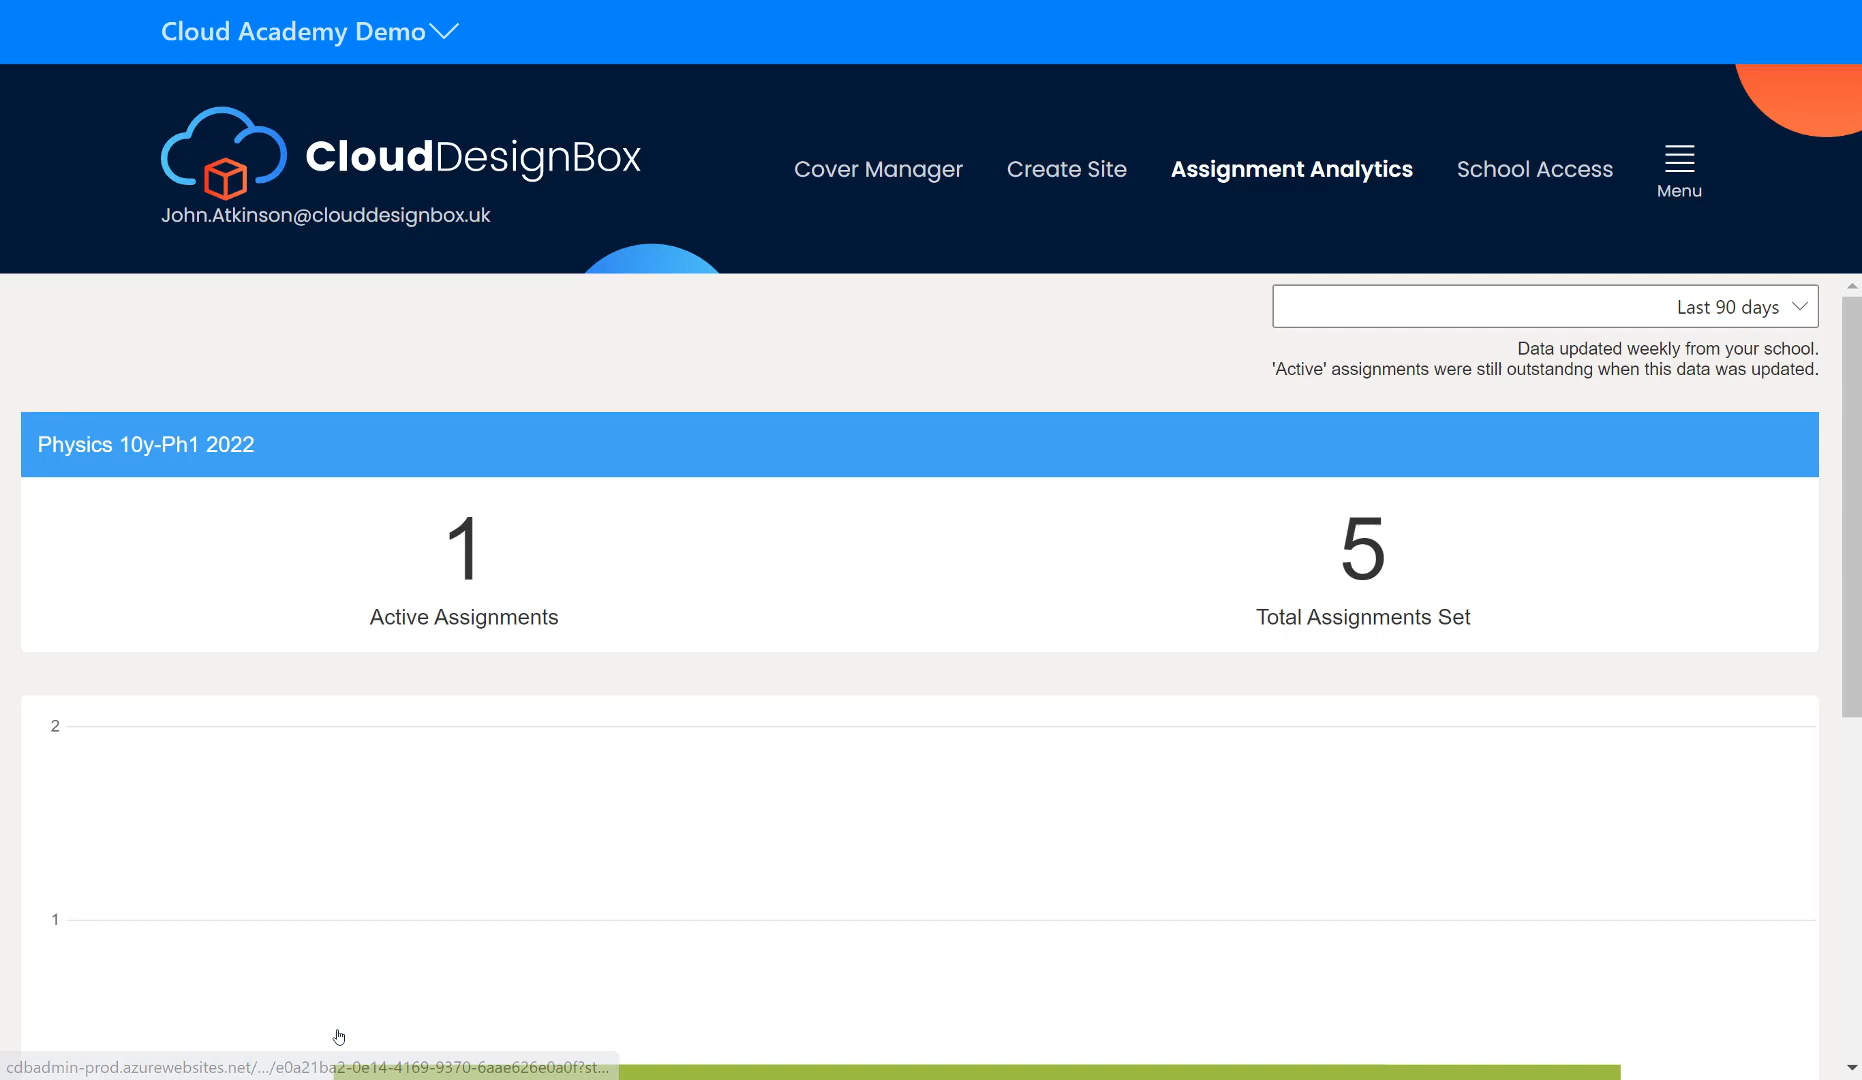 Cloud Academy Demo
CloudDesignBox
John.Atkinson@clouddesignbox.uk
Cover Manager
Create Site
Assignment Analytics
School Access
Menu
Last 90 days
Data updated weekly from your school.
'Active' assignments were still outstandng when this data was updated.
Physics 10y-Ph1 2022
1
Active Assignments
5
Total Assignments Set
2
1
cdbadmin-prod.azurewebsites.net/.../e0a21ba2-0e14-4169-9370-6aae626e0a0f?st...